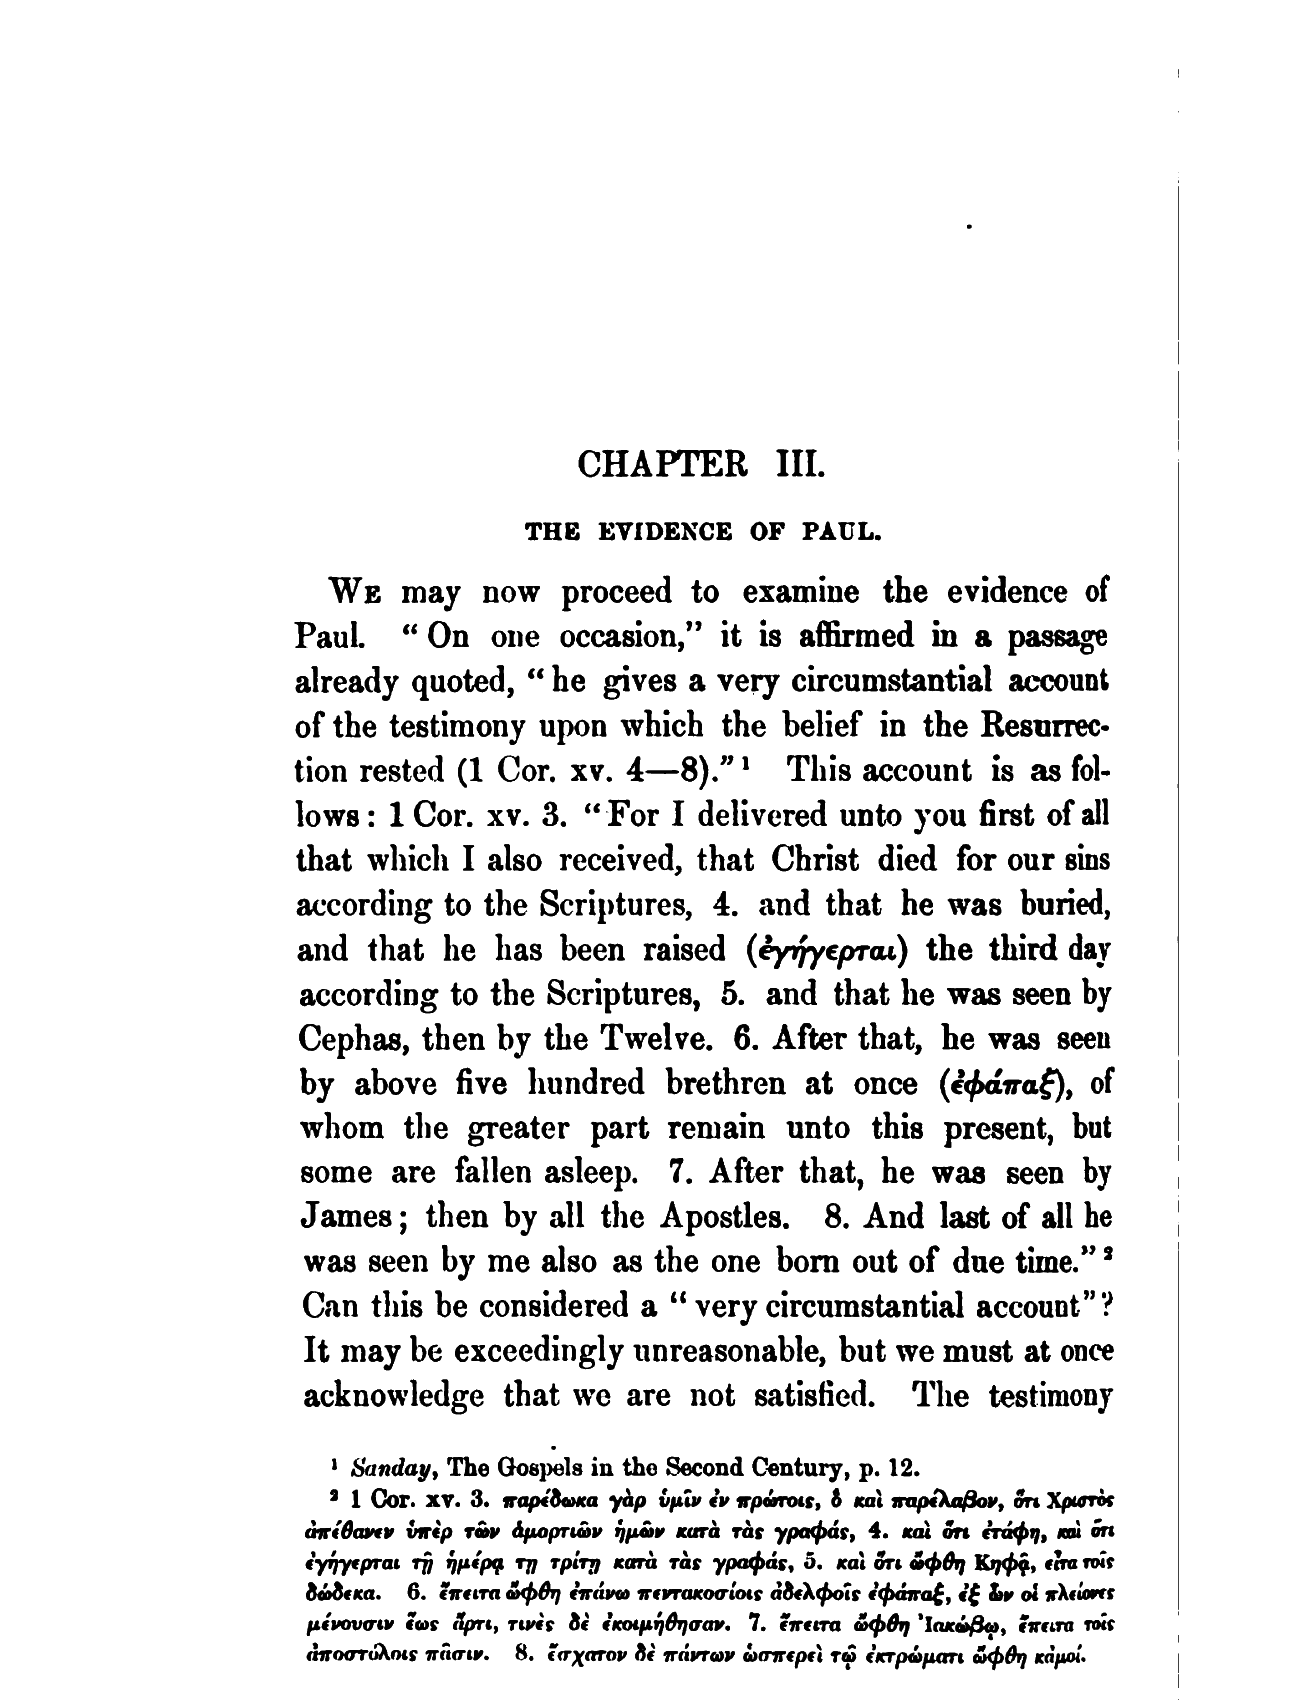 CHAPTER III.
THE EVIDENCE OF PAUL.
WE may now proceed to examine the evidence of
Paul. “On one occasion,” it is affirmed in a passage
already quoted, “he gives a very circumstantial account
of the testimony upon which the belief in the Resurrec-
tion rested (1 Cor. xv. 4—8).”¹ This account is as fol-
lows: 1 Cor. xv. 3. “For I delivered unto you first of all
that which I also received, that Christ died for our sins
according to the Scriptures, 4. and that he was buried,
and that he has been raised (ἐγήγερται) the third day
according to the Scriptures, 5. and that he was seen by
Cephas, then by the Twelve. 6. After that, he was seen
by above five hundred brethren at once (ἐφάπαξ), of
whom the greater part remain unto this present, but
some are fallen asleep. 7. After that, he was seen by
James; then by all the Apostles. 8. And last of all he
was seen by me also as the one born out of due time.”²
Can this be considered a “very circumstantial account”?
It may be exceedingly unreasonable, but we must at once
acknowledge that we are not satisfied. The testimony
¹ Sanday, The Gospels in the Second Century, p. 12.
² 1 Cor. xv. 3. παρέδωκα γὰρ ὑμῖν ἐν πρώτοις, ὃ καὶ παρέλαβον, ὅτι Χριστὸς
ἀπέθανεν ὑπὲρ τῶν ἁμορτιῶν ἡμῶν κατὰ τὰς γραφάς, 4. καὶ ὅτι ἐτάφη, καὶ ὅτι
ἐγήγερται τῇ ἡμέρᾳ τῃ τρίτῃ κατὰ τὰς γραφάς, 5. καὶ ὅτι ὤφθη Κηφᾷ, εἶτα τοῖς
δώδεκα. 6. ἔπειτα ὤφθη ἐπάνω πεντακοσίοις ἀδελφοῖς ἐφάπαξ, ἐξ ὧν οἱ πλείονες
μένουσιν ἕως ἄρτι, τινὲς δὲ ἐκοιμήθησαν. 7. ἔπειτα ὤφθη Ἰακώβῳ, ἔπειτα τοῖς
ἀποστόλοις πᾶσιν. 8. ἔσχατον δὲ πάντων ὡσπερεὶ τῷ ἐκτρώματι ὤφθη κἀμοί.